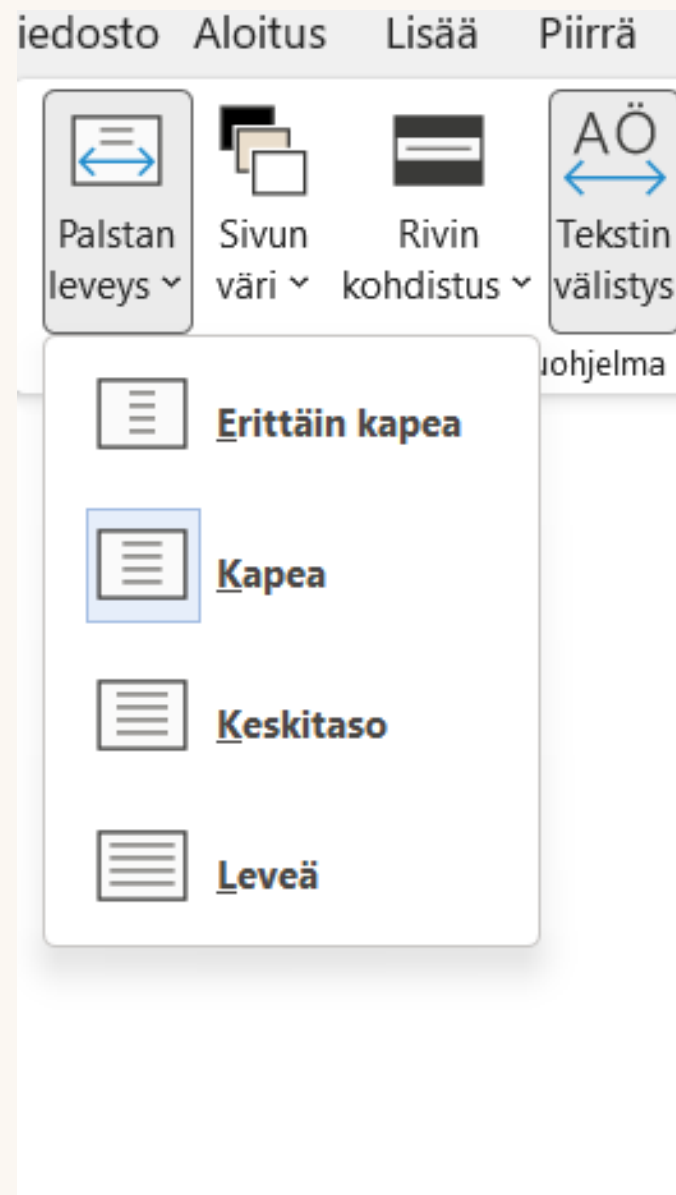 iedosto Aloitus Lisää Piirrä
Palstan leveys
Sivun väri
Rivin kohdistus
AÖ
Tekstin välistys
uohjelma
Erittäin kapea
Kapea
Keskitaso
Leveä